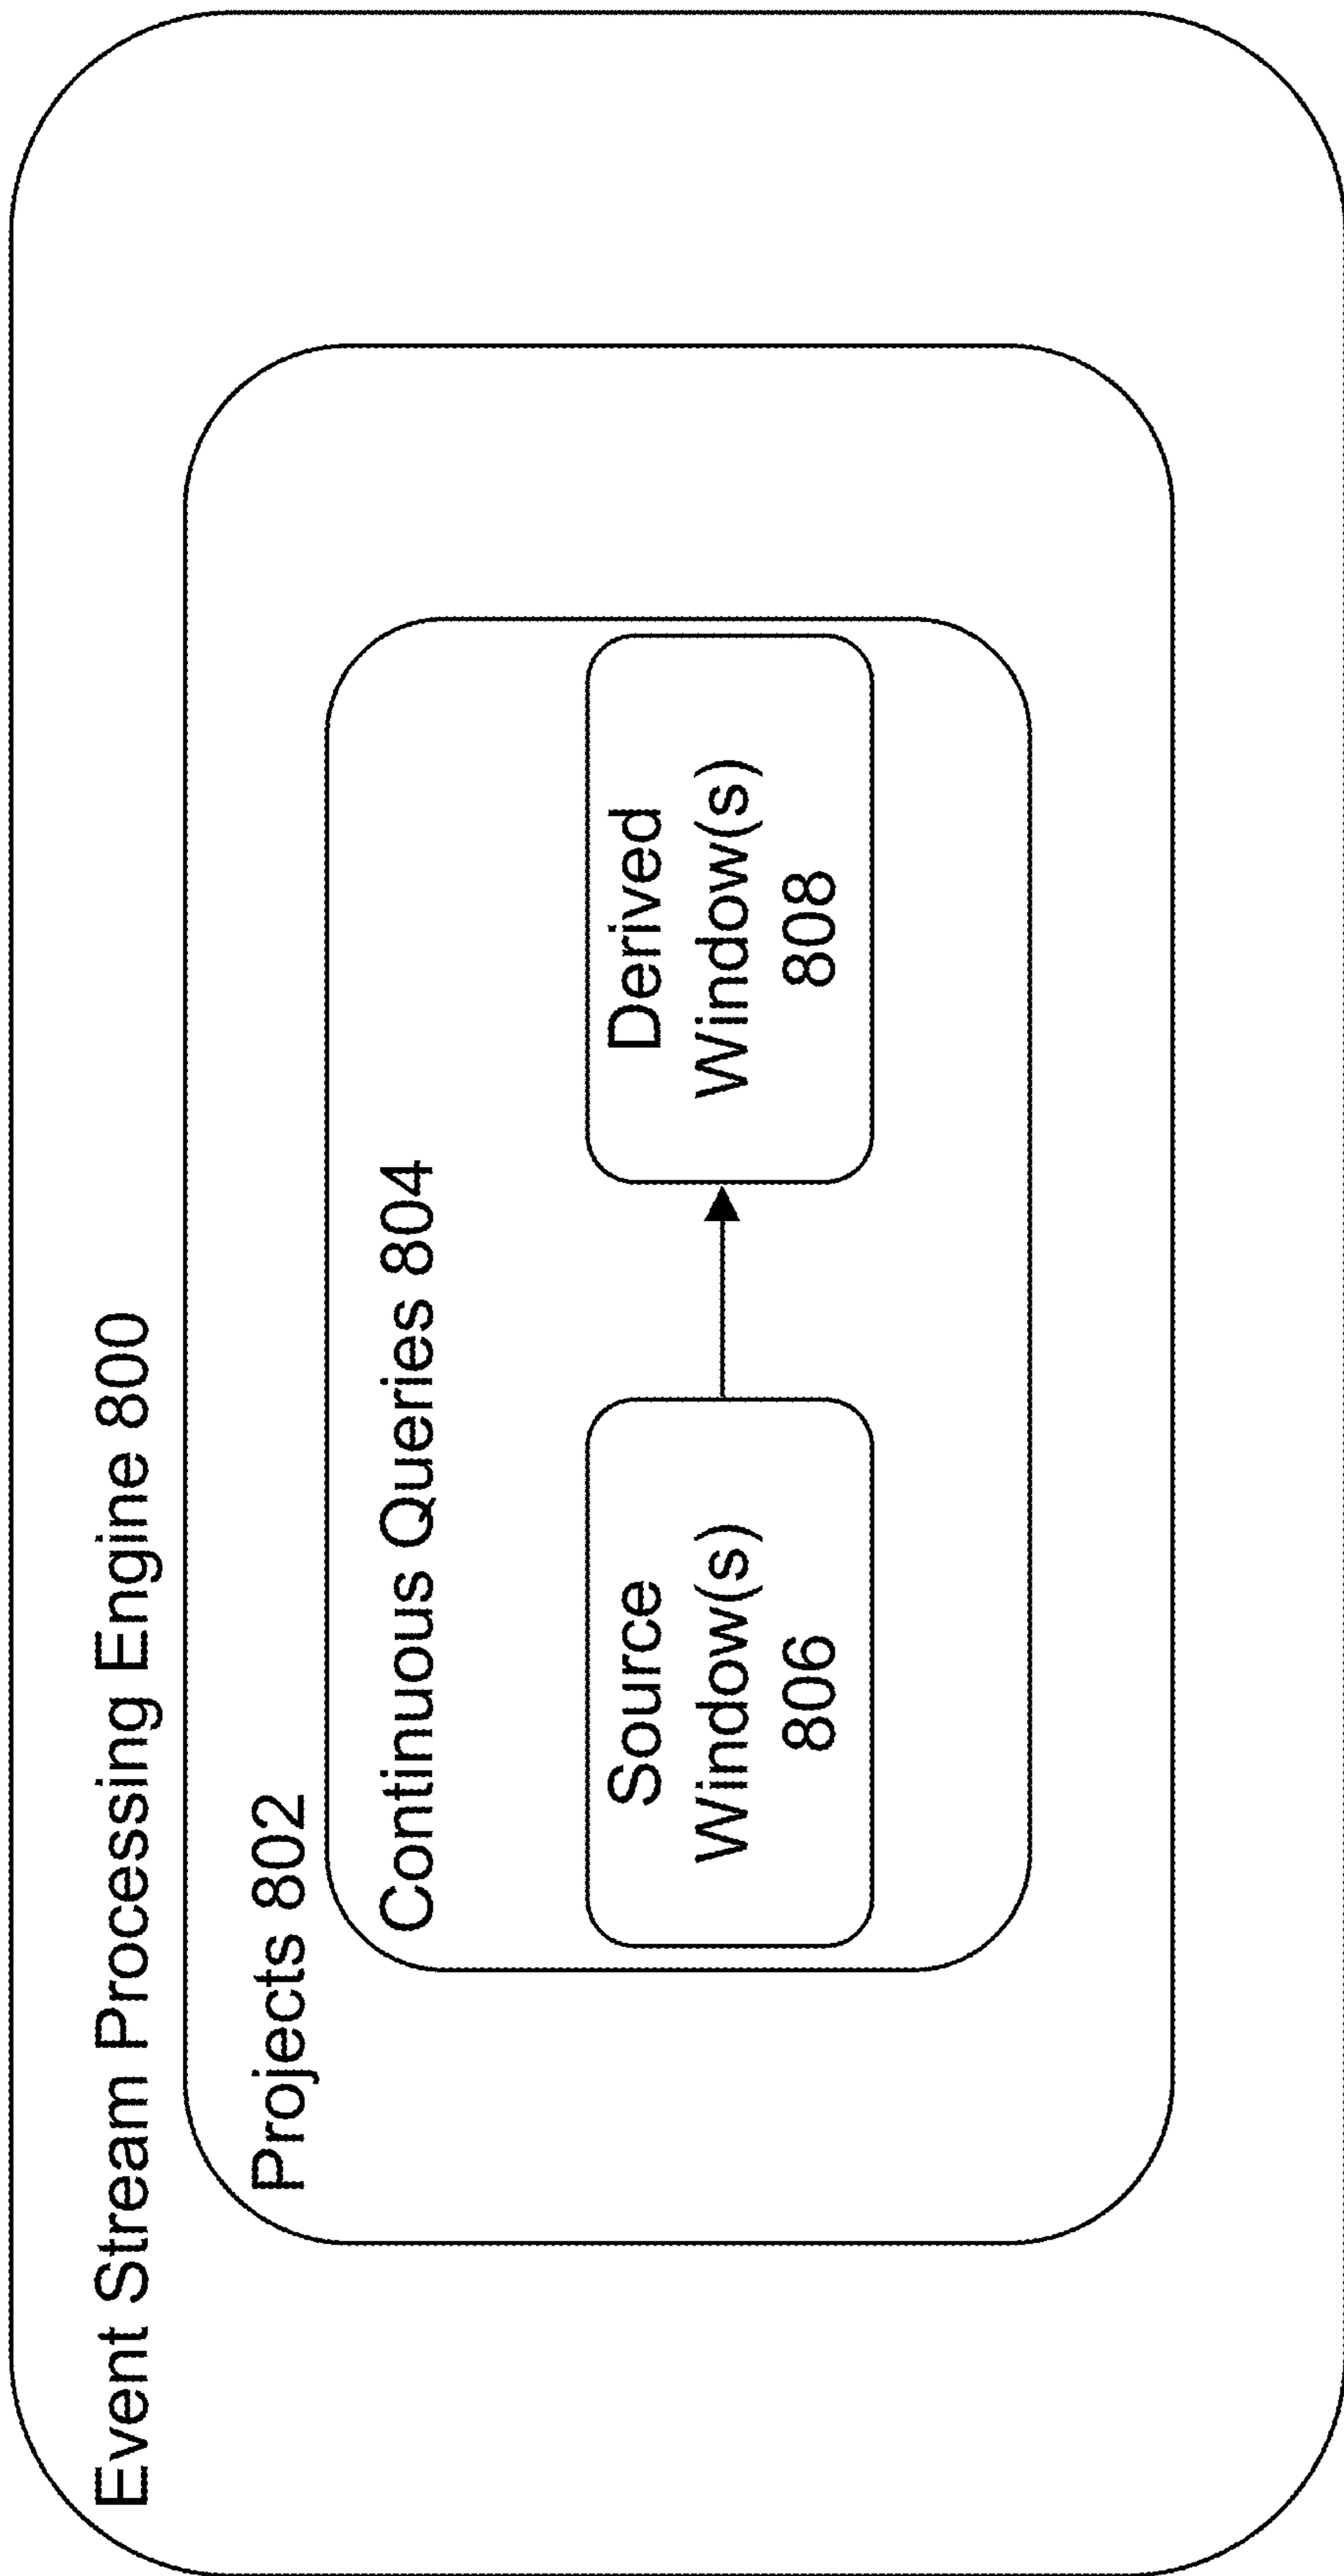 Event Stream Processing Engine 800
Projects 802
Continuous Queries 804
Source
Window(s)
806
Derived
Window(s)
808